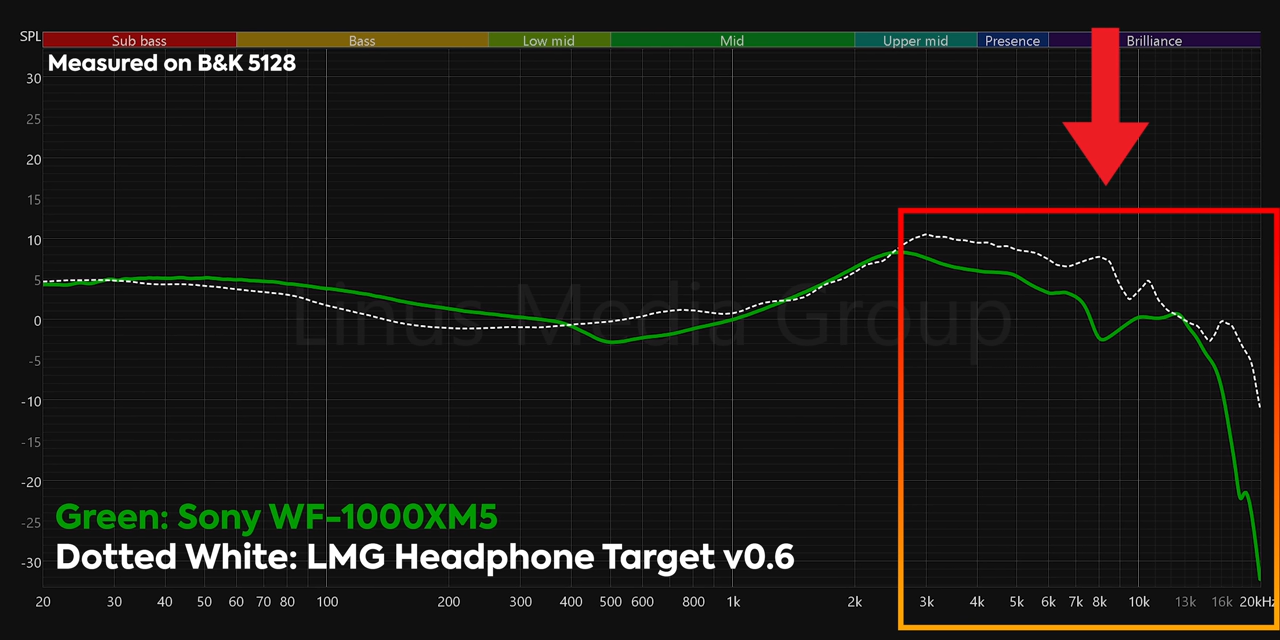 SPL
Sub bass Bass Low mid Mid Upper mid Presence Brilliance
Measured on B&K 5128
30
25
20
15
10
5
0
-5
-10
-15
-20
-25
-30
Linus Media Group
Green: Sony WF-1000XM5
Dotted White: LMG Headphone Target v0.6
20 30 40 50 60 70 80 100 200 300 400 500 600 800 1k 2k 3k 4k 5k 6k 7k 8k 10k 13k 16k 20kHz